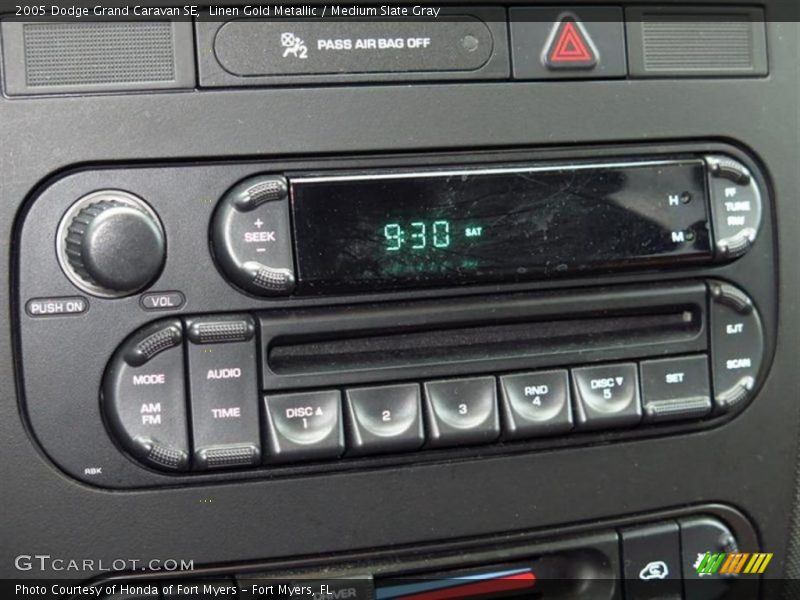 2005 Dodge Grand Caravan SE,  Linen Gold Metallic / Medium Slate Gray
2 PASS AIR BAG OFF
+
SEEK
-
9:30 SAT
H
M
FF
TUNE
RW
PUSH ON
VOL
MODE
AM
FM
AUDIO
TIME
DISC ▲
1
2
3
RND
4
DISC ▼
5
SET
EJT
SCAN
RBK
DRIVER
GTCARLOT.COM
Photo Courtesy of Honda of Fort Myers - Fort Myers, FL